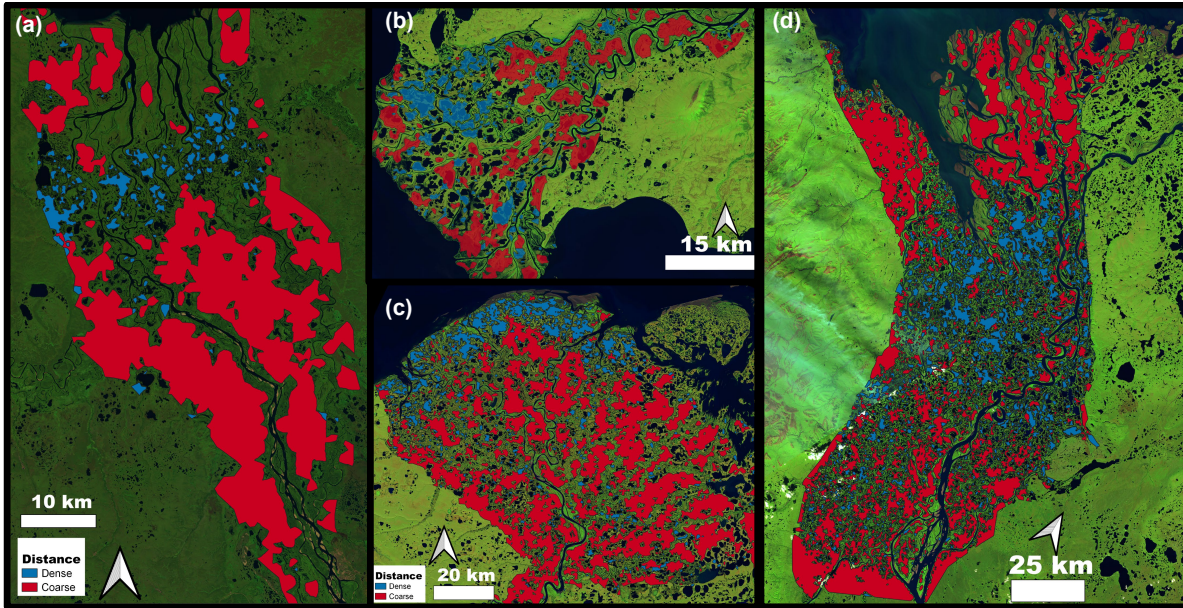 (a)
10 km
Distance
Dense
Coarse
(b)
15 km
(c)
Distance
Dense
Coarse
20 km
(d)
25 km